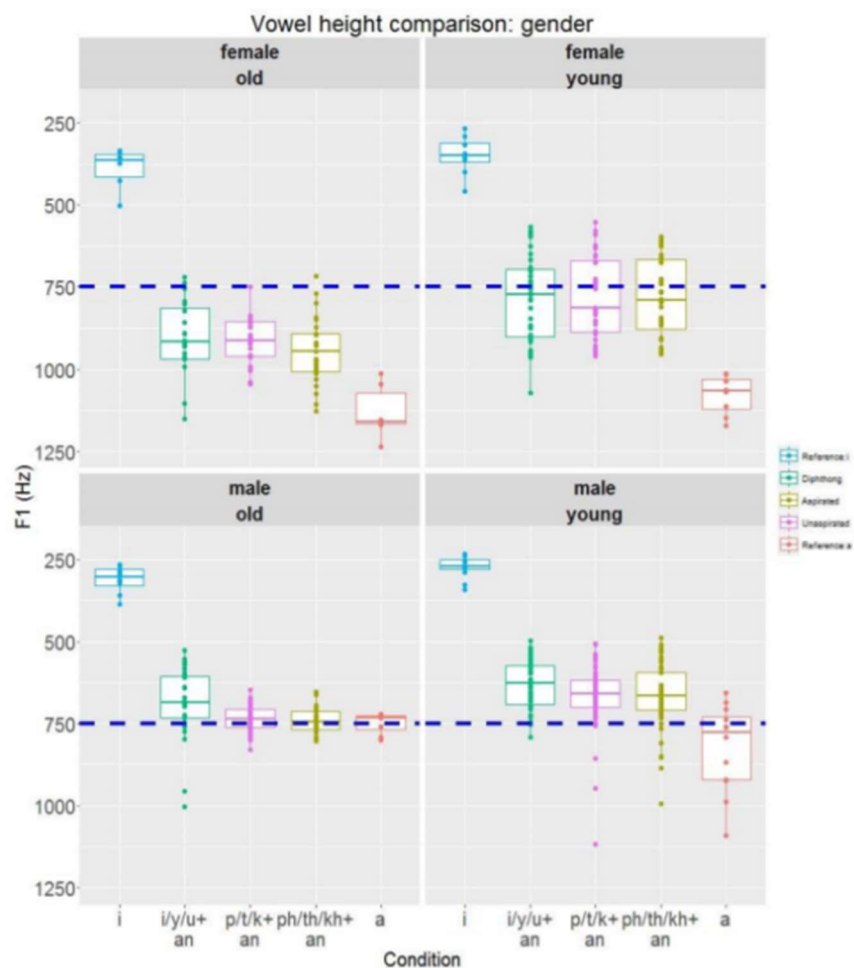 Vowel height comparison: gender
female
old
female
young
250
500
750
1000
1250
male
old
male
young
250
500
750
1000
1250
F1 (Hz)
i
i/y/u+
an
p/t/k+
an
ph/th/kh+
an
a
i
i/y/u+
an
p/t/k+
an
ph/th/kh+
an
a
Condition
Reference:i
Diphthong
Aspirated
Unaspirated
Reference:a